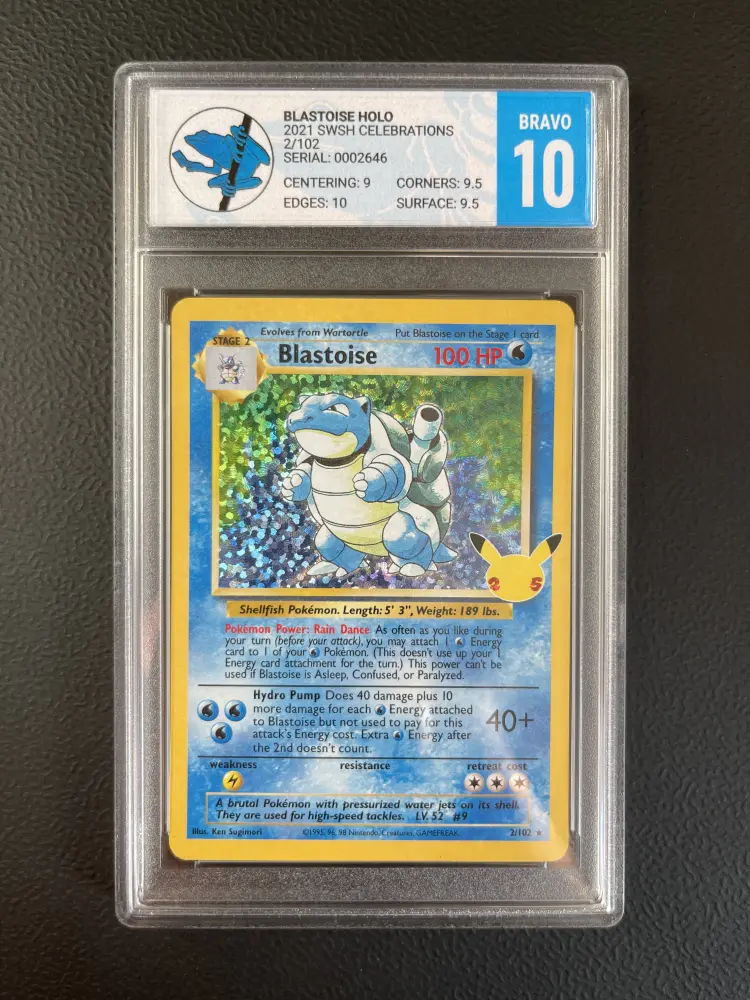 BLASTOISE HOLO
2021 SWSH CELEBRATIONS
2/102
SERIAL: 0002646
CENTERING: 9 CORNERS: 9.5
EDGES: 10 SURFACE: 9.5
BRAVO
10
Evolves from Wartortle Put Blastoise on the Stage 1 card
STAGE 2
Blastoise 100 HP
25
Shellfish Pokémon. Length: 5' 3", Weight: 189 lbs.
Pokémon Power: Rain Dance As often as you like during
your turn (before your attack), you may attach 1 Energy
card to 1 of your Pokémon. (This doesn't use up your 1
Energy card attachment for the turn.) This power can't be
used if Blastoise is Asleep, Confused, or Paralyzed.
Hydro Pump Does 40 damage plus 10
more damage for each Energy attached
to Blastoise but not used to pay for this
attack's Energy cost. Extra Energy after
the 2nd doesn't count.
40+
weakness resistance retreat cost
A brutal Pokémon with pressurized water jets on its shell.
They are used for high-speed tackles. LV. 52 #9
Illus. Ken Sugimori ©1995, 96, 98 Nintendo, Creatures, GAMEFREAK. 2/102 ★